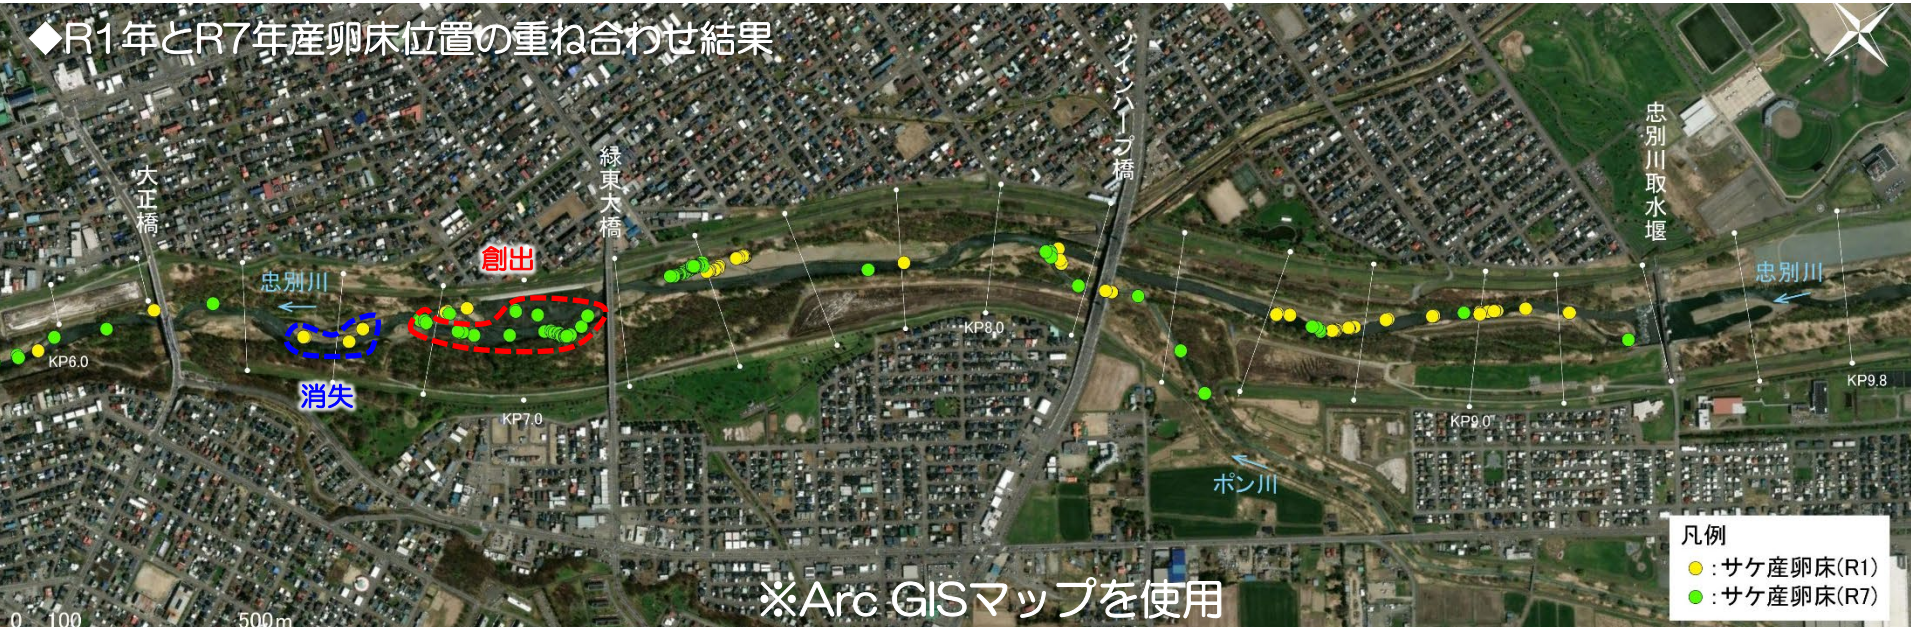 ◆R1年とR7年産卵床位置の重ね合わせ結果
大正橋
緑東大橋
ツインハープ橋
忠別川取水堰
忠別川
忠別川
創出
消失
KP6.0
KP7.0
KP8.0
KP9.0
KP9.8
ポン川
凡例
：サケ産卵床(R1)
：サケ産卵床(R7)
※Arc GISマップを使用
0 100 500m